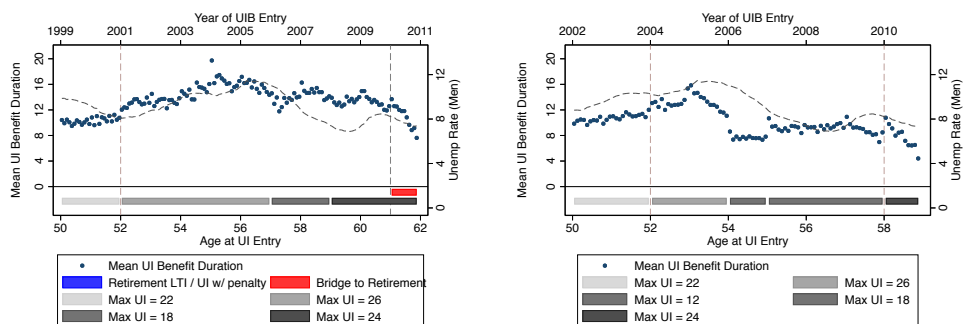 Year of UIB Entry
1999 2001 2003 2005 2007 2009 2011
Mean UI Benefit Duration
0 4 8 12 16 20
Unemp Rate (Men)
0 4 8 12
50 52 54 56 58 60 62
Age at UI Entry
Mean UI Benefit Duration
Retirement LTI / UI w/ penalty Bridge to Retirement
Max UI = 22 Max UI = 26
Max UI = 18 Max UI = 24
Year of UIB Entry
2002 2004 2006 2008 2010
Mean UI Benefit Duration
0 4 8 12 16 20
Unemp Rate (Men)
0 4 8 12
50 52 54 56 58
Age at UI Entry
Mean UI Benefit Duration
Max UI = 22 Max UI = 26
Max UI = 12 Max UI = 18
Max UI = 24